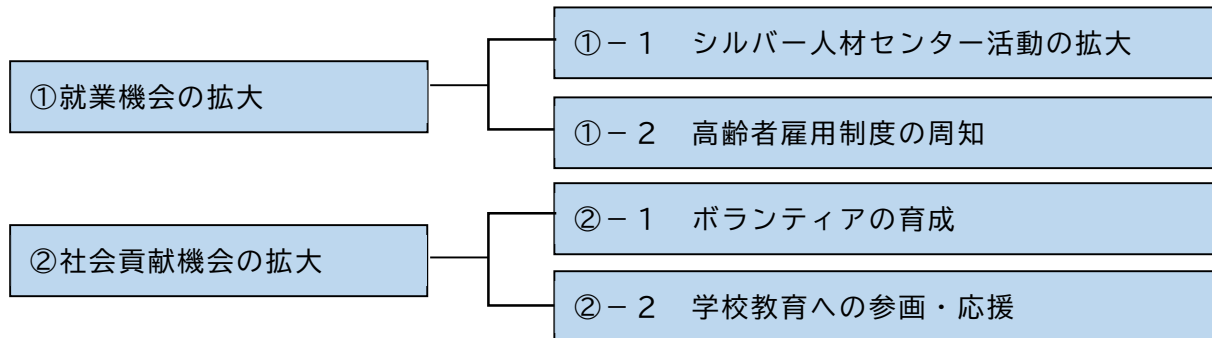 ①就業機会の拡大
①－1　シルバー人材センター活動の拡大
①－2　高齢者雇用制度の周知
②社会貢献機会の拡大
②－1　ボランティアの育成
②－2　学校教育への参画・応援